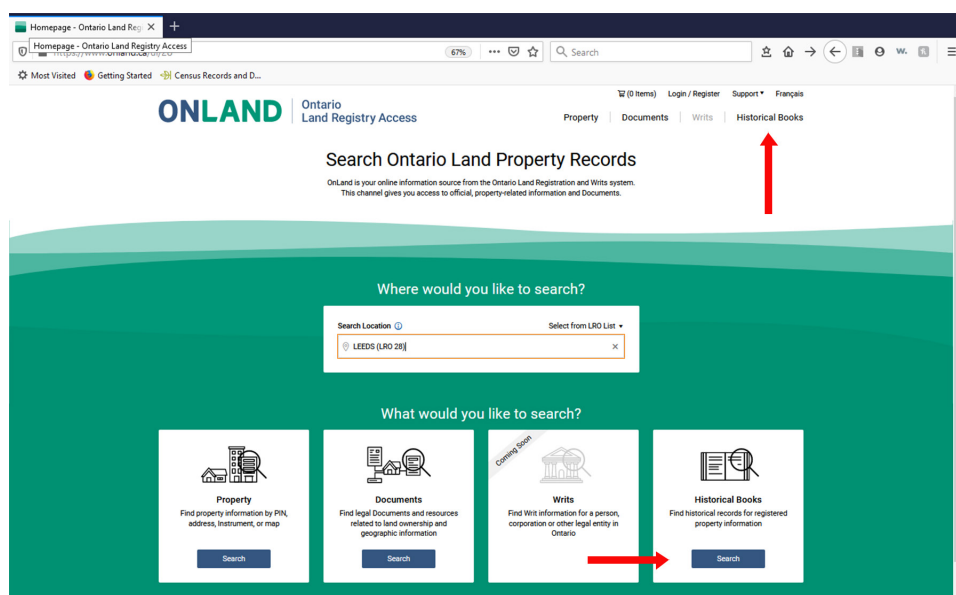 Homepage - Ontario Land Reg
Homepage - Ontario Land Registry Access
67%
Search
Most Visited Getting Started Census Records and D...
(0 Items) Login / Register Support Français
ONLAND Ontario
Land Registry Access
Property Documents Writs Historical Books
Search Ontario Land Property Records
OnLand is your online information source from the Ontario Land Registration and Writs system.
This channel gives you access to official, property-related information and Documents.
Where would you like to search?
Search Location Select from LRO List
LEEDS (LRO 28)
What would you like to search?
Coming Soon
Property
Find property information by PIN,
address, Instrument, or map
Search
Documents
Find legal Documents and resources
related to land ownership and
geographic information
Search
Writs
Find Writ information for a person,
corporation or other legal entity in
Ontario
Historical Books
Find historical records for registered
property information
Search